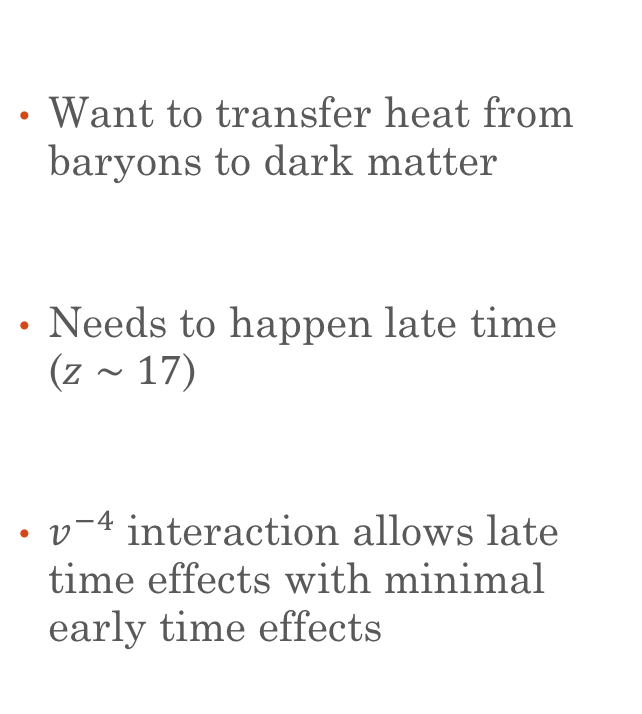 • Want to transfer heat from
baryons to dark matter
• Needs to happen late time
(z ~ 17)
• v⁻⁴ interaction allows late
time effects with minimal
early time effects